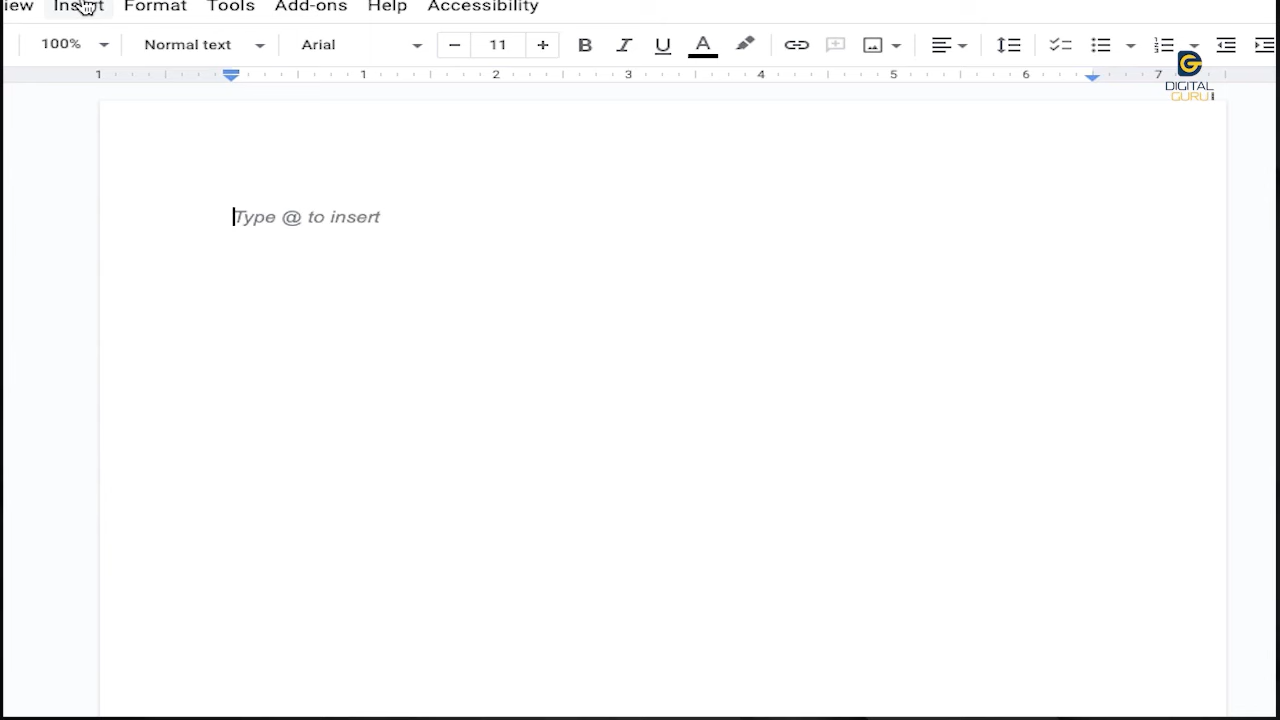 iew Insert Format Tools Add-ons Help Accessibility
100% Normal text Arial 11
1 1 2 3 4 5 6 7
DIGITAL
GURU
Type @ to insert